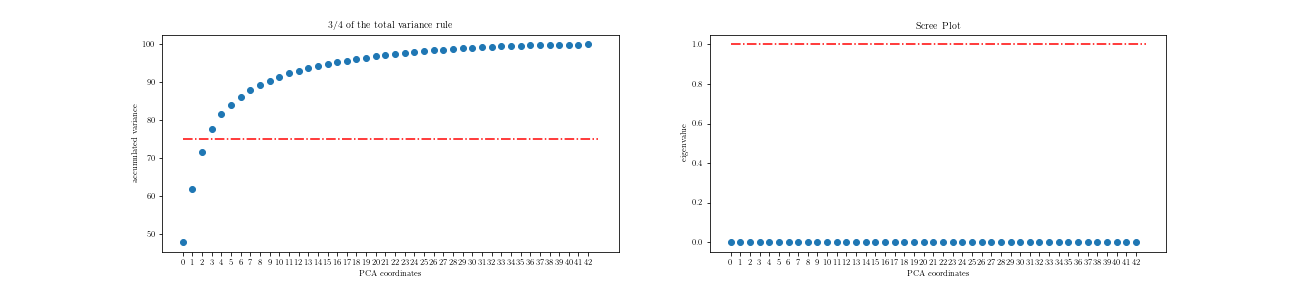 3/4 of the total variance rule
accumulated variance
100
90
80
70
60
50
0 1 2 3 4 5 6 7 8 9 10 11 12 13 14 15 16 17 18 19 20 21 22 23 24 25 26 27 28 29 30 31 32 33 34 35 36 37 38 39 40 41 42
PCA coordinates
Scree Plot
eigenvalue
1.0
0.8
0.6
0.4
0.2
0.0
0 1 2 3 4 5 6 7 8 9 10 11 12 13 14 15 16 17 18 19 20 21 22 23 24 25 26 27 28 29 30 31 32 33 34 35 36 37 38 39 40 41 42
PCA coordinates